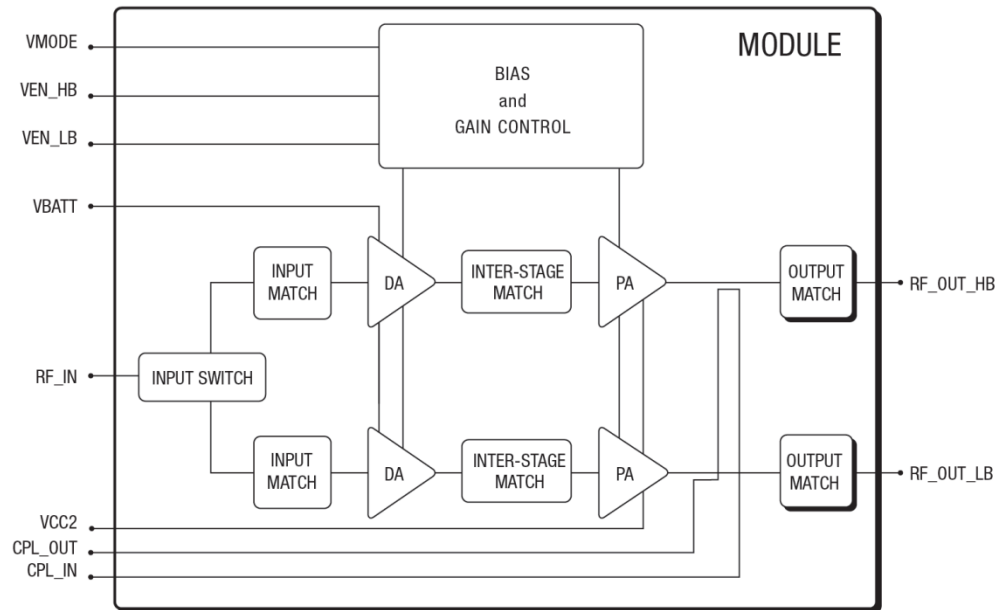 VMODE
MODULE
BIAS
and
GAIN CONTROL
VEN_HB
VEN_LB
VBATT
INPUT
MATCH
DA
INTER-STAGE
MATCH
PA
OUTPUT
MATCH
RF_OUT_HB
RF_IN
INPUT SWITCH
INPUT
MATCH
DA
INTER-STAGE
MATCH
PA
OUTPUT
MATCH
RF_OUT_LB
VCC2
CPL_OUT
CPL_IN